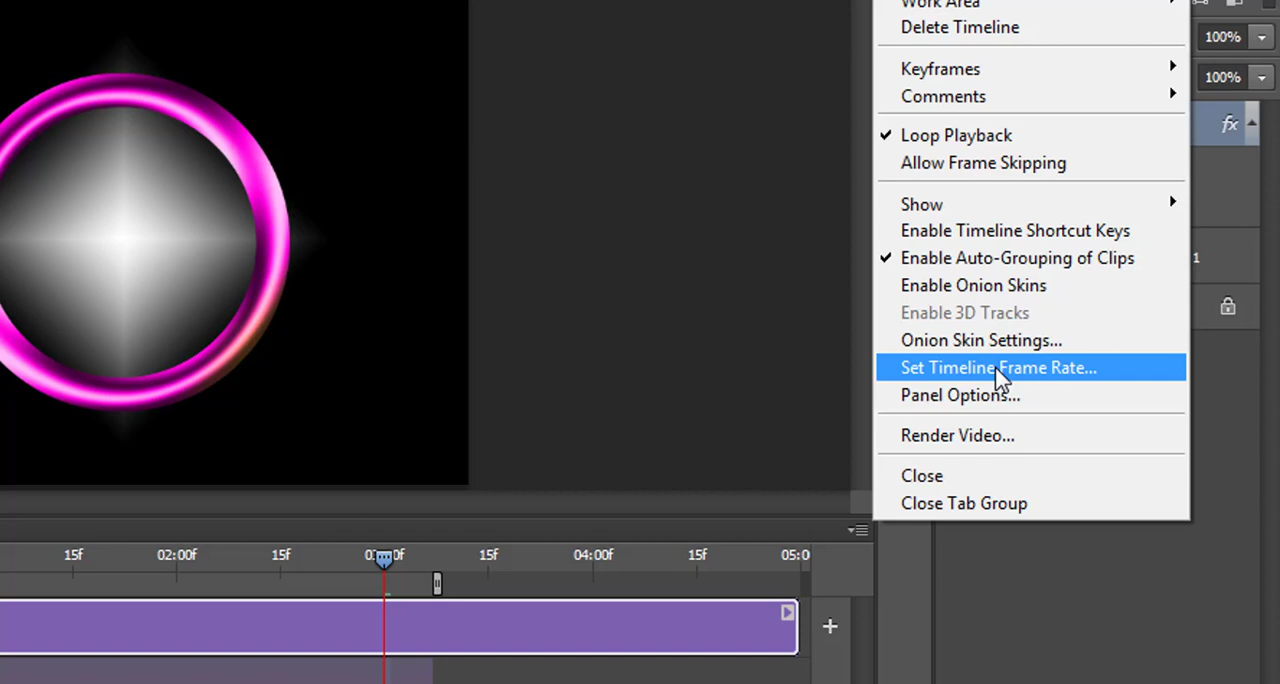 Work Area
Delete Timeline
100%
Keyframes
100%
Comments
fx
Loop Playback
Allow Frame Skipping
Show
Enable Timeline Shortcut Keys
Enable Auto-Grouping of Clips
1
Enable Onion Skins
Enable 3D Tracks
Onion Skin Settings...
Set Timeline Frame Rate...
Panel Options...
Render Video...
Close
Close Tab Group
15f 02:00f 15f 15f 04:00f 15f 05:0